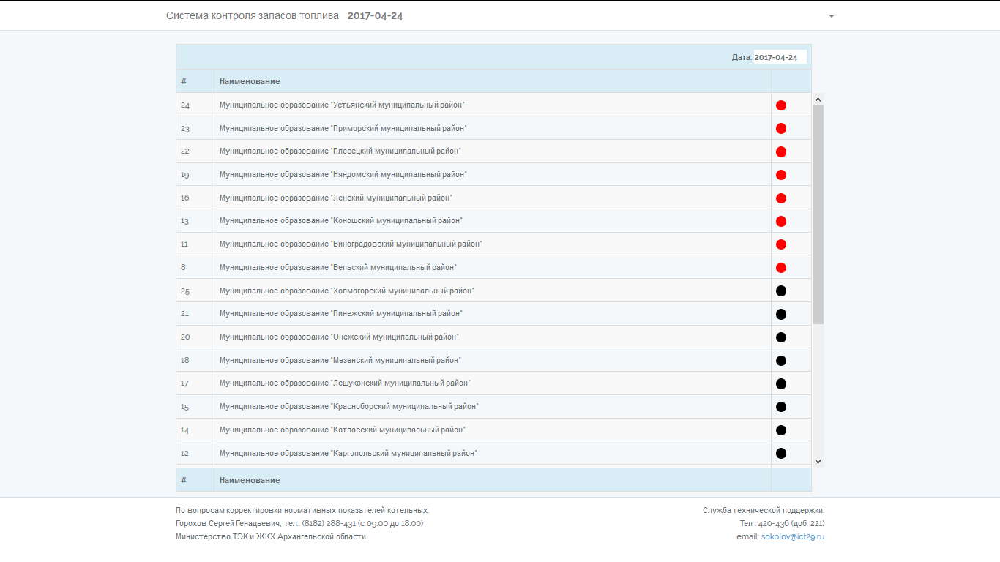 Система контроля запасов топлива 2017-04-24
Дата: 2017-04-24
# Наименование
24 Муниципальное образование "Устьянский муниципальный район"
23 Муниципальное образование "Приморский муниципальный район"
22 Муниципальное образование "Плесецкий муниципальный район"
19 Муниципальное образование "Няндомский муниципальный район"
16 Муниципальное образование "Ленский муниципальный район"
13 Муниципальное образование "Коношский муниципальный район"
11 Муниципальное образование "Виноградовский муниципальный район"
8 Муниципальное образование "Вельский муниципальный район"
25 Муниципальное образование "Холмогорский муниципальный район"
21 Муниципальное образование "Пинежский муниципальный район"
20 Муниципальное образование "Онежский муниципальный район"
18 Муниципальное образование "Мезенский муниципальный район"
17 Муниципальное образование "Лешуконский муниципальный район"
15 Муниципальное образование "Красноборский муниципальный район"
14 Муниципальное образование "Котласский муниципальный район"
12 Муниципальное образование "Каргопольский муниципальный район"
# Наименование
По вопросам корректировки нормативных показателей котельных:
Горохов Сергей Генадьевич, тел.: (8182) 288-431 (с 09.00 до 18.00)
Министерство ТЭК и ЖКХ Архангельской области.
Служба технической поддержки:
Тел : 420-436 (доб. 221)
email: sokolov@ict29.ru